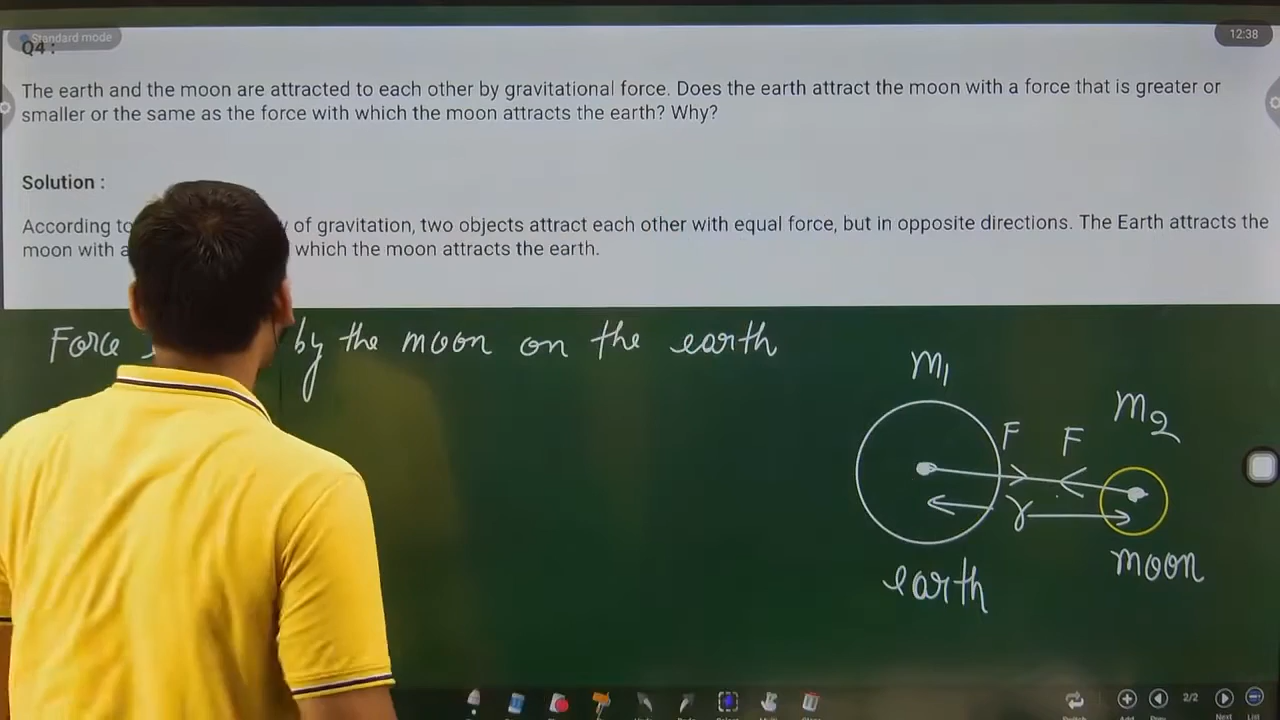 Standard mode
12:38
Q4 :
The earth and the moon are attracted to each other by gravitational force. Does the earth attract the moon with a force that is greater or
smaller or the same as the force with which the moon attracts the earth? Why?
Solution :
According to of gravitation, two objects attract each other with equal force, but in opposite directions. The Earth attracts the
moon with a which the moon attracts the earth.
Force by the moon on the earth
m1
m2
F F
r
earth
moon
2/2
Next
List